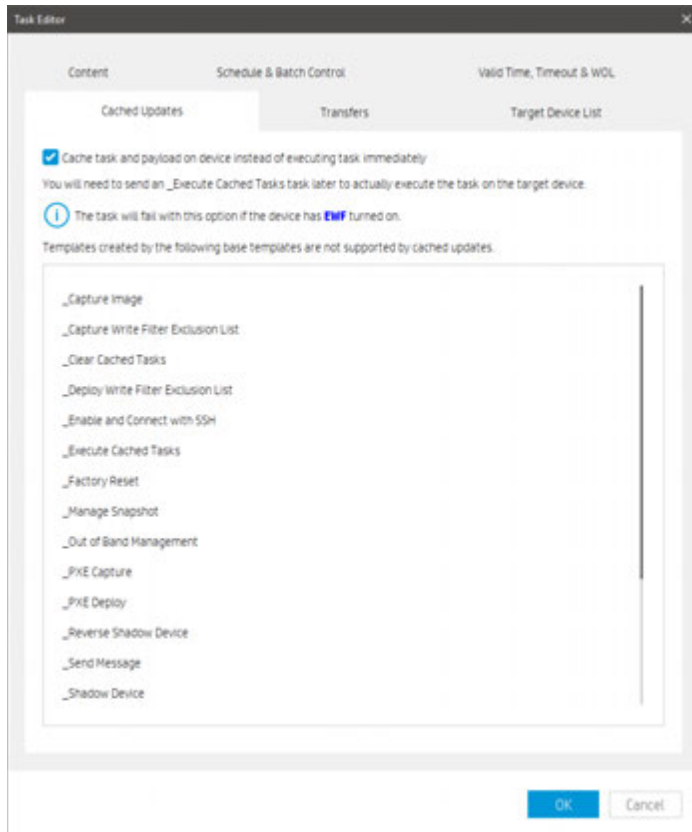 Task Editor
Content Schedule & Batch Control Valid Time, Timeout & WOL
Cached Updates Transfers Target Device List
Cache task and payload on device instead of executing task immediately
You will need to send an _Execute Cached Tasks task later to actually execute the task on the target device.
The task will fail with this option if the device has EWF turned on.
Templates created by the following base templates are not supported by cached updates.
_Capture Image
_Capture Write Filter Exclusion List
_Clear Cached Tasks
_Deploy Write Filter Exclusion List
_Enable and Connect with SSH
_Execute Cached Tasks
_Factory Reset
_Manage Snapshot
_Out of Band Management
_PXE Capture
_PXE Deploy
_Reverse Shadow Device
_Send Message
_Shadow Device
OK Cancel